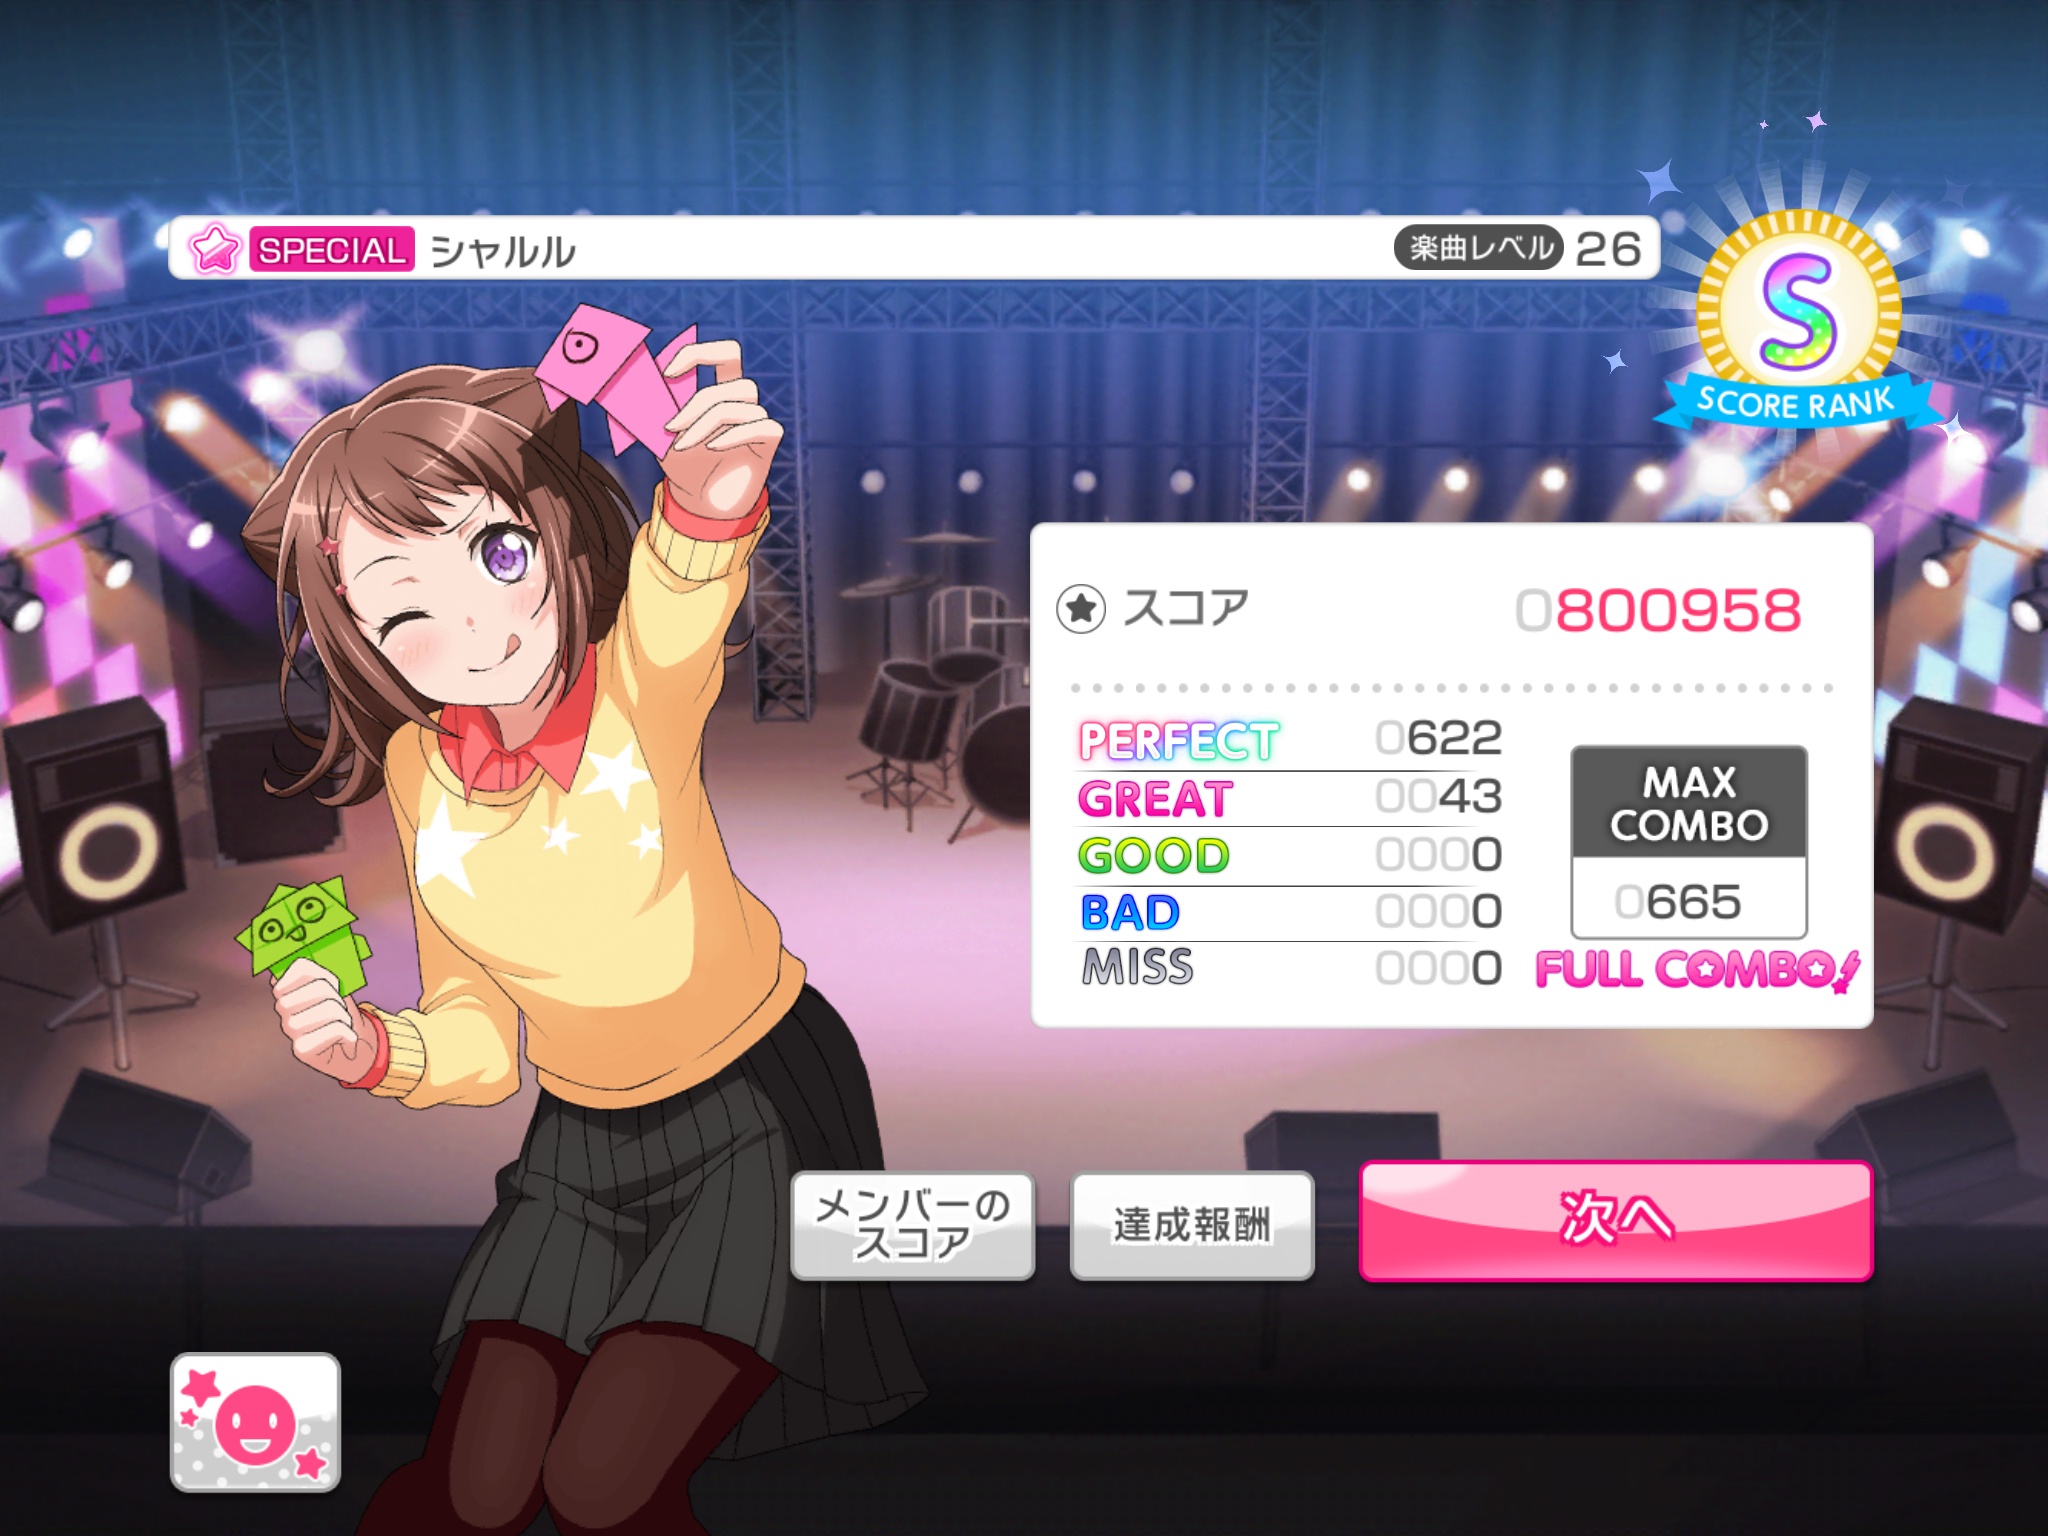 SPECIAL シャルル 楽曲レベル 26
S
SCORE RANK
スコア 0800958
PERFECT 0622
GREAT 0043
GOOD 0000
BAD 0000
MISS 0000
MAX
COMBO
0665
FULL COMBO!
メンバーの
スコア
達成報酬
次へ